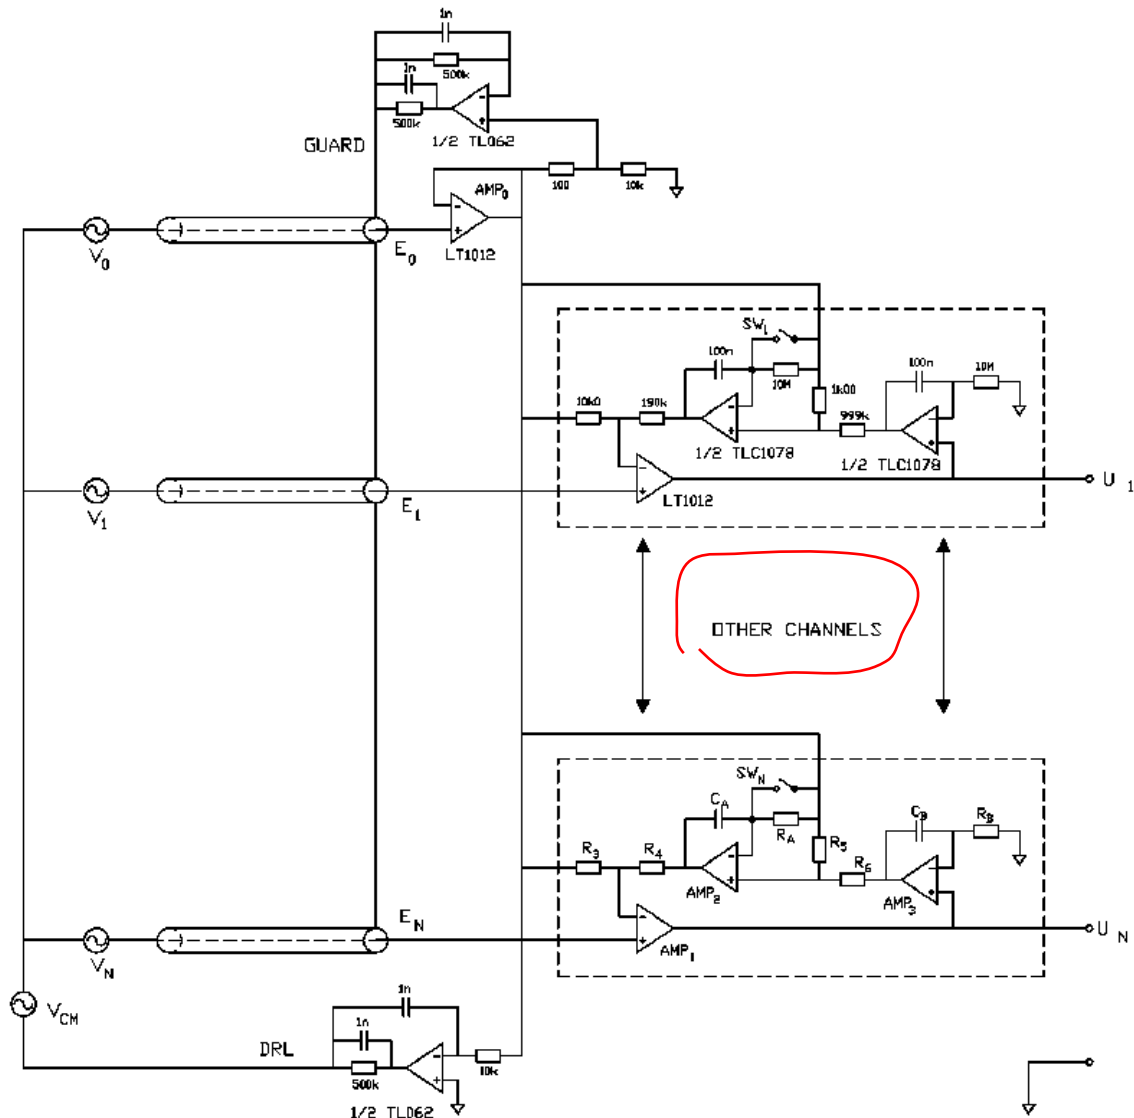 1n
500k
1n
500k
1/2 TL062
GUARD
AMP0
100
10k
LT1012
V0
E0
SW1
100n
10M
100n
10M
1k00
10k0
190k
999k
1/2 TLC1078
1/2 TLC1078
LT1012
U 1
V1
E1
OTHER CHANNELS
SWN
CA
RA
CB
RB
R5
R3
R4
R6
AMP2
AMP3
EN
AMP1
UN
VN
VCM
1n
1n
DRL
500k
10k
1/2 TL062